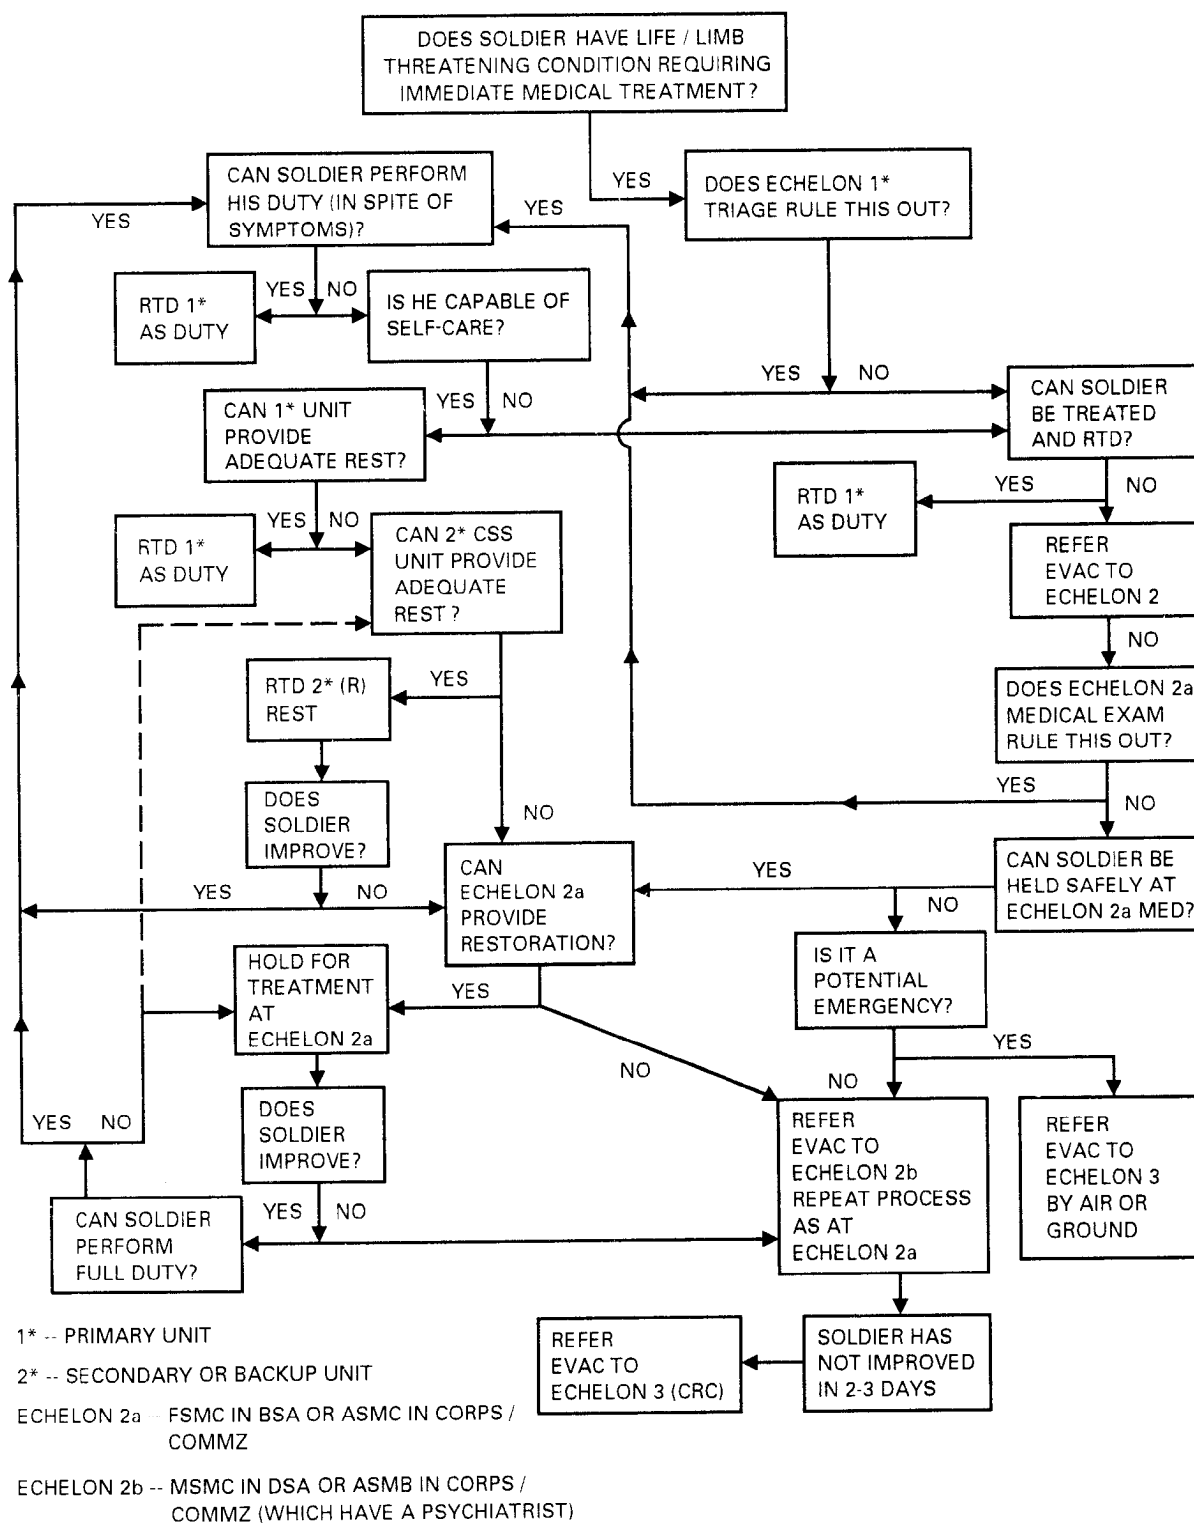 DOES SOLDIER HAVE LIFE / LIMB
THREATENING CONDITION REQUIRING
IMMEDIATE MEDICAL TREATMENT?
YES
DOES ECHELON 1*
TRIAGE RULE THIS OUT?
CAN SOLDIER PERFORM
HIS DUTY (IN SPITE OF
SYMPTOMS)?
YES
YES
YES NO
RTD 1*
AS DUTY
IS HE CAPABLE OF
SELF-CARE?
YES NO
YES NO
CAN SOLDIER
BE TREATED
AND RTD?
CAN 1* UNIT
PROVIDE
ADEQUATE REST?
YES NO
RTD 1*
AS DUTY
YES NO
RTD 1*
AS DUTY
CAN 2* CSS
UNIT PROVIDE
ADEQUATE
REST?
REFER
EVAC TO
ECHELON 2
NO
YES
RTD 2* (R)
REST
DOES ECHELON 2a
MEDICAL EXAM
RULE THIS OUT?
YES NO
DOES
SOLDIER
IMPROVE?
NO
YES NO
CAN
ECHELON 2a
PROVIDE
RESTORATION?
YES
NO
CAN SOLDIER BE
HELD SAFELY AT
ECHELON 2a MED?
IS IT A
POTENTIAL
EMERGENCY?
HOLD FOR
TREATMENT
AT
ECHELON 2a
YES
NO
YES
NO
DOES
SOLDIER
IMPROVE?
YES NO
YES NO
REFER
EVAC TO
ECHELON 2b
REPEAT PROCESS
AS AT
ECHELON 2a
REFER
EVAC TO
ECHELON 3
BY AIR OR
GROUND
CAN SOLDIER
PERFORM
FULL DUTY?
REFER
EVAC TO
ECHELON 3 (CRC)
SOLDIER HAS
NOT IMPROVED
IN 2-3 DAYS
1* -- PRIMARY UNIT
2* -- SECONDARY OR BACKUP UNIT
ECHELON 2a -- FSMC IN BSA OR ASMC IN CORPS /
COMMZ
ECHELON 2b -- MSMC IN DSA OR ASMB IN CORPS /
COMMZ (WHICH HAVE A PSYCHIATRIST)